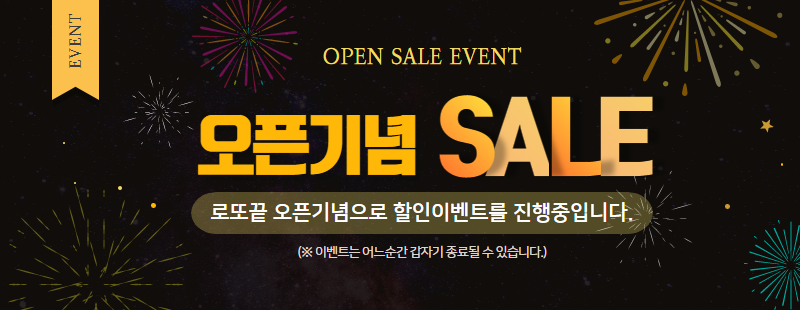 EVENT
OPEN SALE EVENT
오픈기념 SALE
로또끝 오픈기념으로 할인이벤트를 진행중입니다.
(※ 이벤트는 어느순간 갑자기 종료될 수 있습니다.)